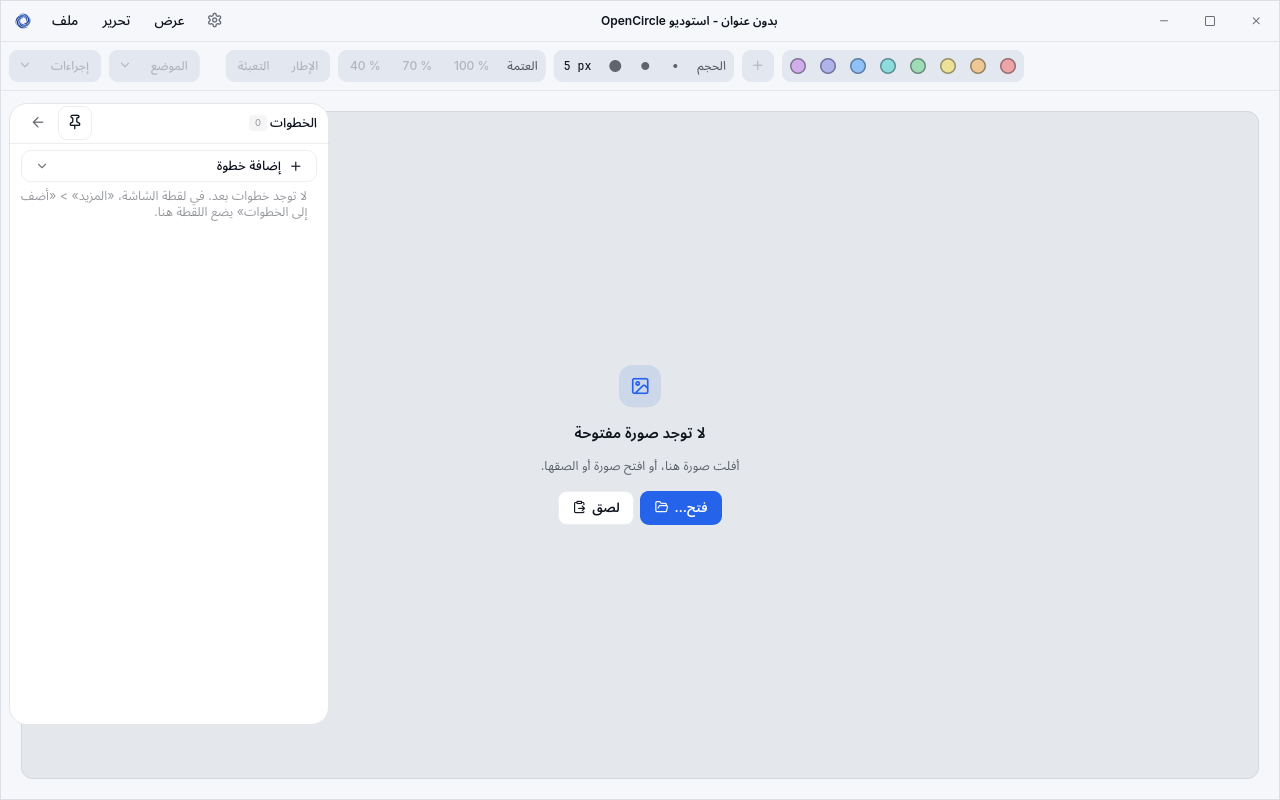 ملف
تحرير
عرض
بدون عنوان - استوديو OpenCircle
إجراءات
الموضع
التعبئة
الإطار
40 %
70 %
100 %
العتمة
5 px
الحجم
الخطوات 0
إضافة خطوة
لا توجد خطوات بعد. في لقطة الشاشة، «المزيد» > «أضف
إلى الخطوات» يضع اللقطة هنا.
لا توجد صورة مفتوحة
أفلت صورة هنا، أو افتح صورة أو الصقها.
فتح...
لصق